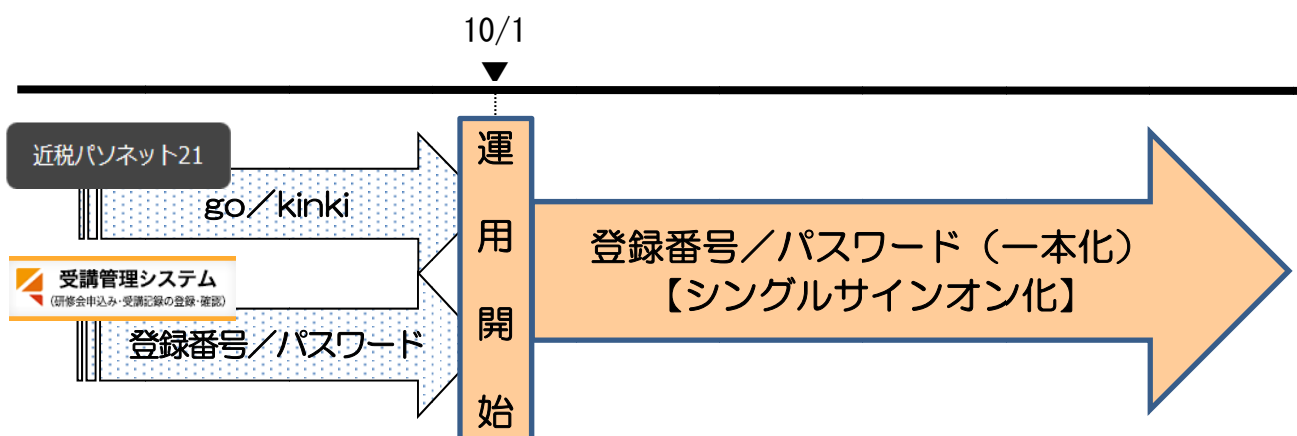 10/1
▼
近税パソネット21
go／kinki
受講管理システム
(研修会申込み・受講記録の登録・確認)
登録番号／パスワード
運用開始
登録番号／パスワード（一本化）
【シングルサインオン化】